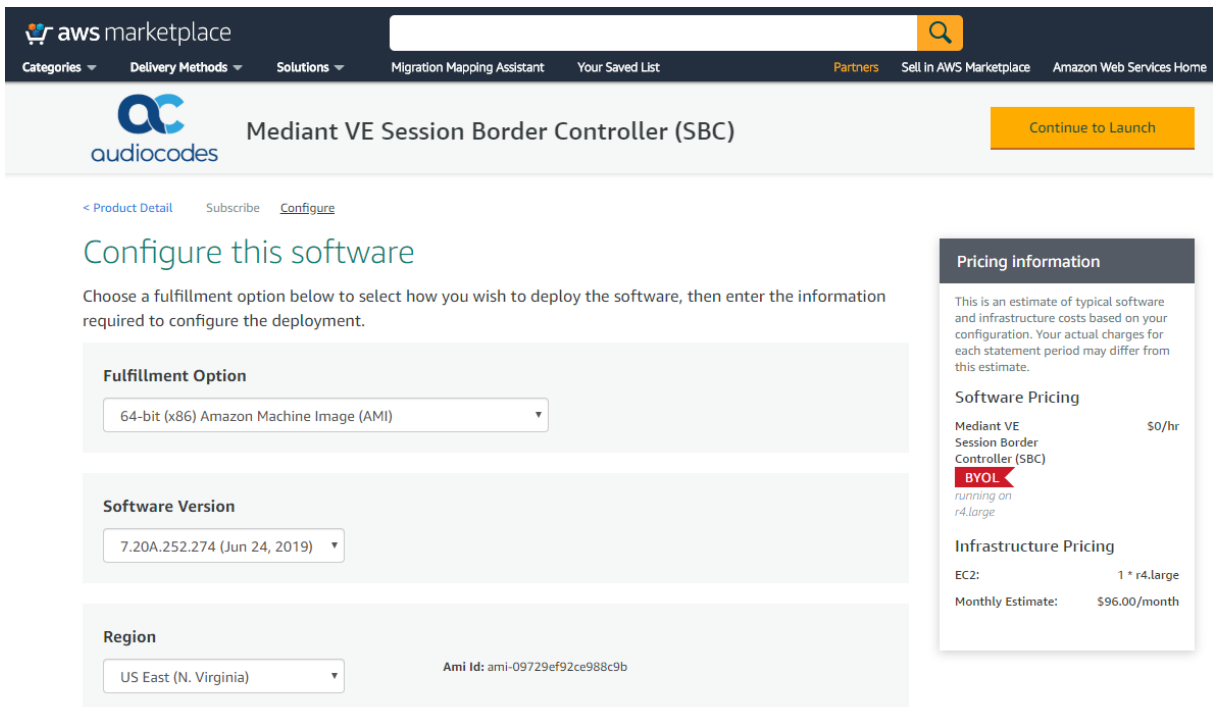 aws marketplace
Categories Delivery Methods Solutions Migration Mapping Assistant Your Saved List Partners Sell in AWS Marketplace Amazon Web Services Home
audiocodes
Mediant VE Session Border Controller (SBC)
Continue to Launch
< Product Detail Subscribe Configure
Configure this software
Choose a fulfillment option below to select how you wish to deploy the software, then enter the information
required to configure the deployment.
Fulfillment Option
64-bit (x86) Amazon Machine Image (AMI)
Software Version
7.20A.252.274 (Jun 24, 2019)
Region
US East (N. Virginia)
Ami Id: ami-09729ef92ce988c9b
Pricing information
This is an estimate of typical software
and infrastructure costs based on your
configuration. Your actual charges for
each statement period may differ from
this estimate.
Software Pricing
Mediant VE $0/hr
Session Border
Controller (SBC)
BYOL
running on
r4.large
Infrastructure Pricing
EC2: 1 * r4.large
Monthly Estimate: $96.00/month